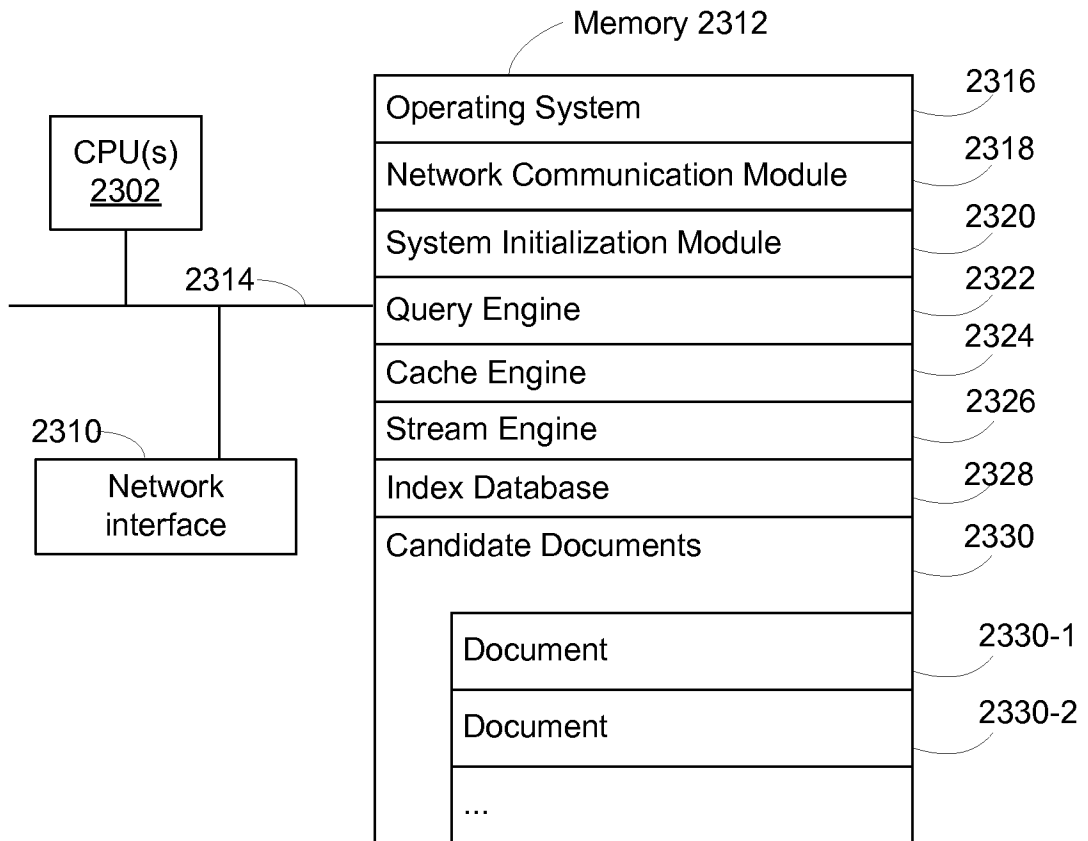 Memory 2312
Operating System
2316
CPU(s)
2302
Network Communication Module
2318
System Initialization Module
2320
2314
Query Engine
2322
Cache Engine
2324
Stream Engine
2326
2310
Network
interface
Index Database
2328
Candidate Documents
2330
Document
2330-1
Document
2330-2
...